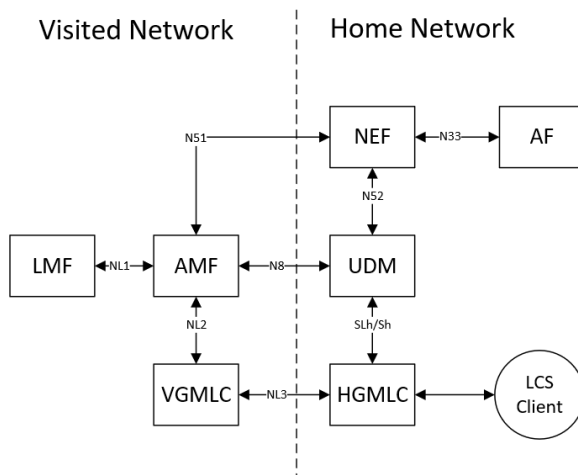 Visited Network
Home Network
N51
NEF
N33
AF
N52
LMF
NL1
AMF
N8
UDM
NL2
SLh/Sh
VGMLC
NL3
HGMLC
LCS
Client